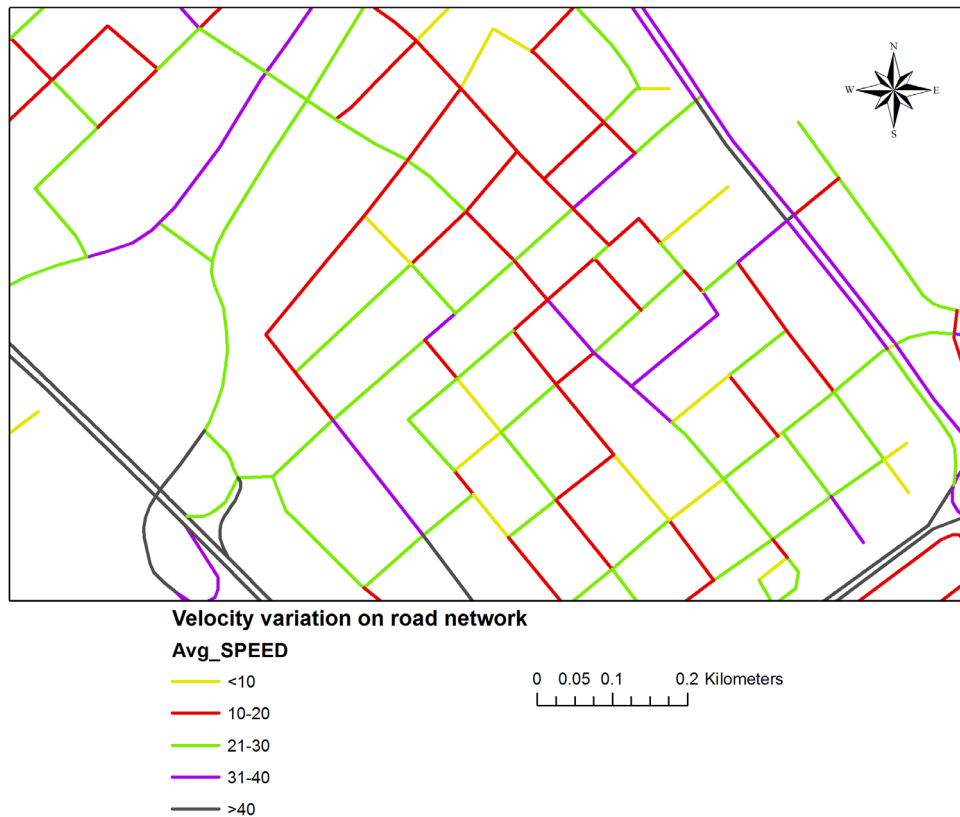 N
W E
S
Velocity variation on road network
Avg_SPEED
<10
10-20
21-30
31-40
>40
0 0.05 0.1 0.2 Kilometers